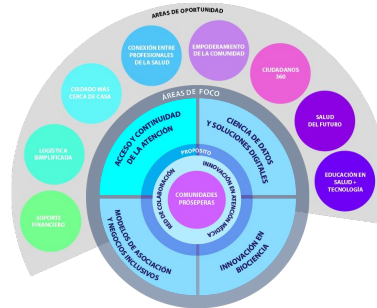 ÁREAS DE OPORTUNIDAD
CONEXIÓN ENTRE
PROFESIONALES
DE LA SALUD
EMPODERAMIENTO
DE LA COMUNIDAD
CUIDADO MÁS
CERCA DE CASA
CIUDADANOS
360
LOGÍSTICA
SIMPLIFICADA
SALUD
DEL FUTURO
SOPORTE
FINANCIERO
EDUCACIÓN EN
SALUD +
TECNOLOGÍA
ÁREAS DE FOCO
ACCESO Y CONTINUIDAD
DE LA ATENCIÓN
CIENCIA DE DATOS
Y SOLUCIONES DIGITALES
PROPÓSITO
RED DE COLABORACIÓN
INNOVACIÓN EN ATENCIÓN MÉDICA
COMUNIDADES
PRÓSPERAS
MODELOS DE ASOCIACIÓN
Y NEGOCIOS INCLUSIVOS
INNOVACIÓN EN
BIOCIENCIA